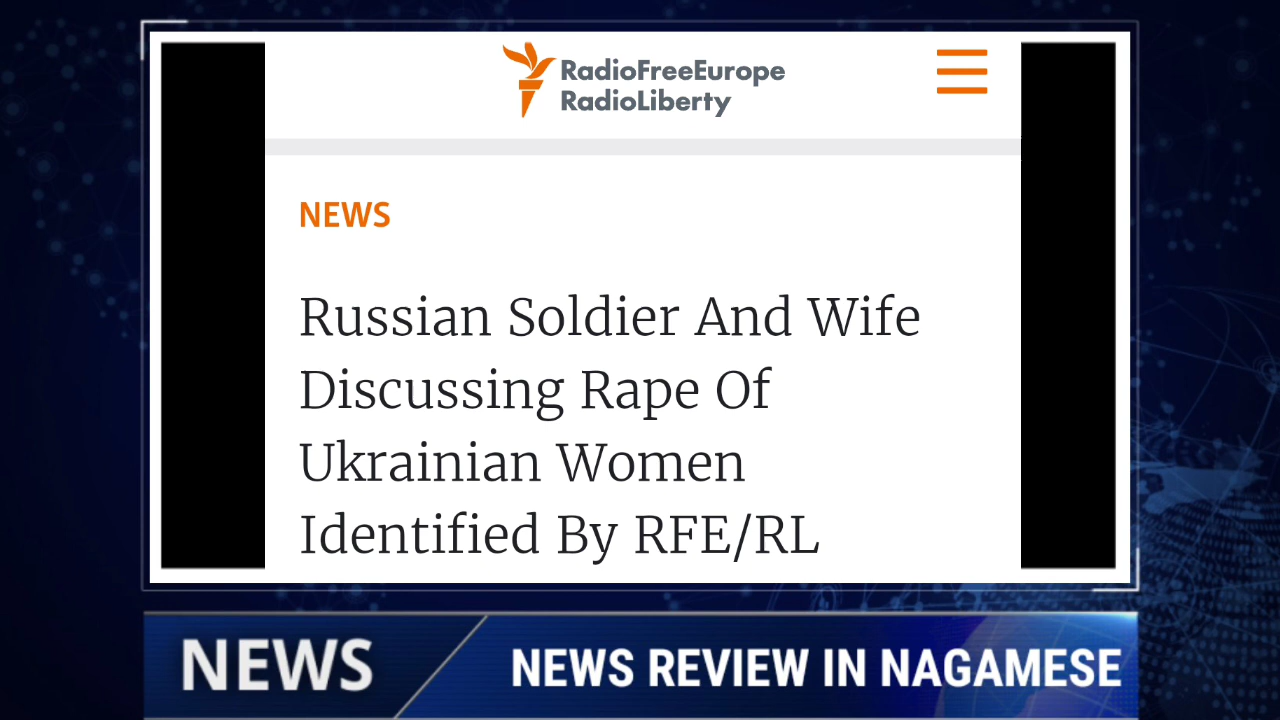 RadioFreeEurope
RadioLiberty
NEWS
Russian Soldier And Wife
Discussing Rape Of
Ukrainian Women
Identified By RFE/RL
NEWS
NEWS REVIEW IN NAGAMESE